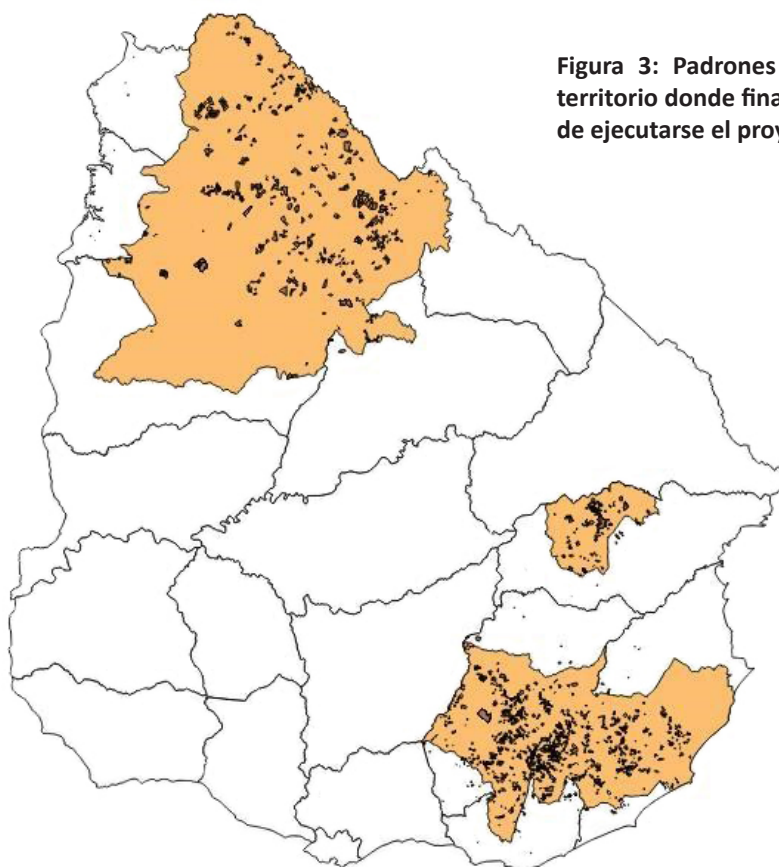 Figura 3: Padrones
territorio donde fina
de ejecutarse el proy